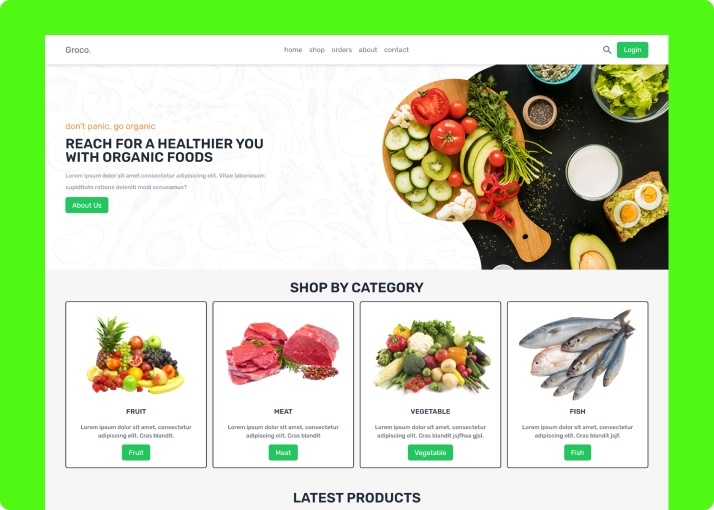 Groco.
home shop orders about contact
Login
don't panic, go organic
REACH FOR A HEALTHIER YOU
WITH ORGANIC FOODS
Lorem ipsum dolor sit amet consectetur adipisicing elit. Vitae laboriosam
cupiditate ratione deleniti modi accusamus?
About Us
SHOP BY CATEGORY
FRUIT
Lorem ipsum dolor sit amet, consectetur
adipiscing elit. Cras blandit.
Fruit
MEAT
Lorem ipsum dolor sit amet, consectetur
adipiscing elit. Cras blandit
Meat
VEGETABLE
Lorem ipsum dolor sit amet, consectetur
adipiscing elit. Cras blandit jsjfhsa gjsl.
Vegetable
FISH
Lorem ipsum dolor sit amet, consectetur
adipiscing elit. Cras blandit jsjf.
Fish
LATEST PRODUCTS